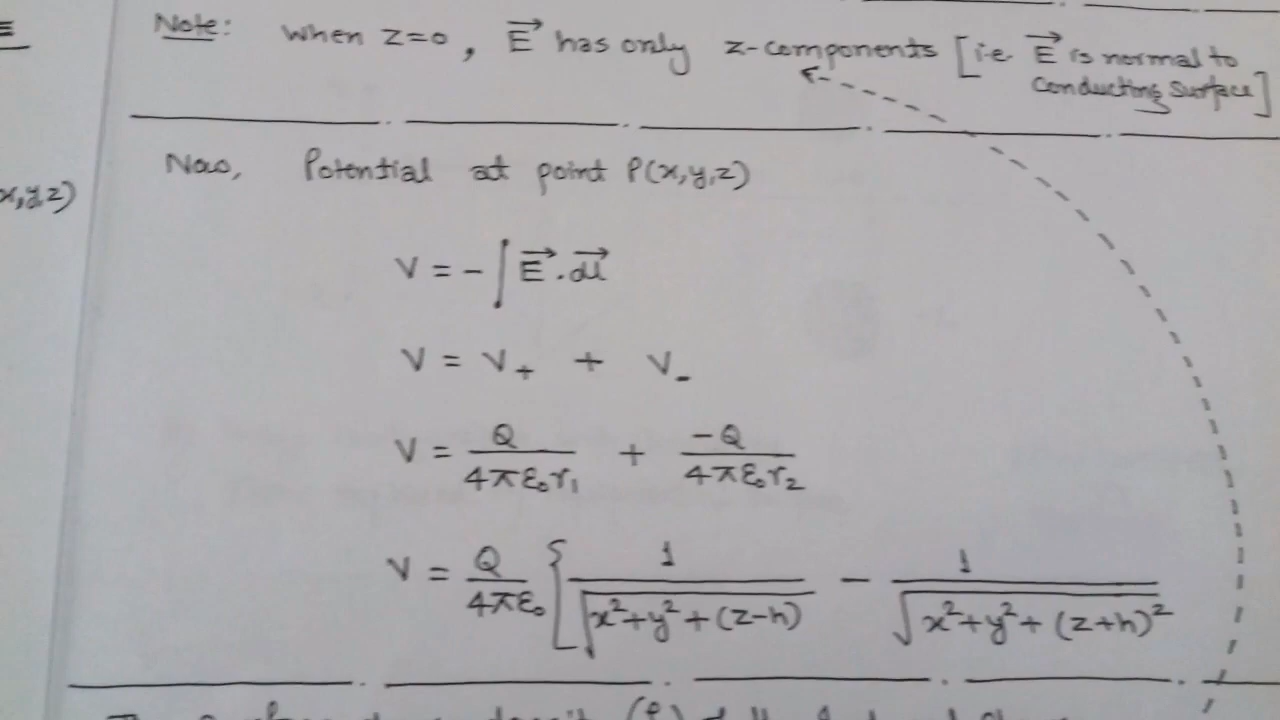 Note: When z=0, E⃗ has only z-components [i.e. E⃗ is normal to
conducting surface]
x,y,z)
Now, Potential at point P(x,y,z)
V = -∫ E⃗ . dl⃗
V = V₊ + V₋
V = Q / 4πε₀r₁ + -Q / 4πε₀r₂
V = Q / 4πε₀ [ 1 / √x²+y²+(z-h) - 1 / √x²+y²+(z+h)²